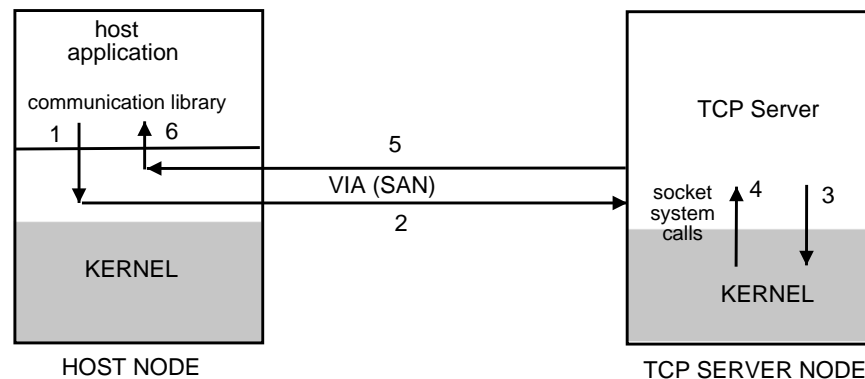 host
application
communication library
1
6
KERNEL
HOST NODE
5
VIA (SAN)
2
TCP Server
socket
system
calls
4
3
KERNEL
TCP SERVER NODE